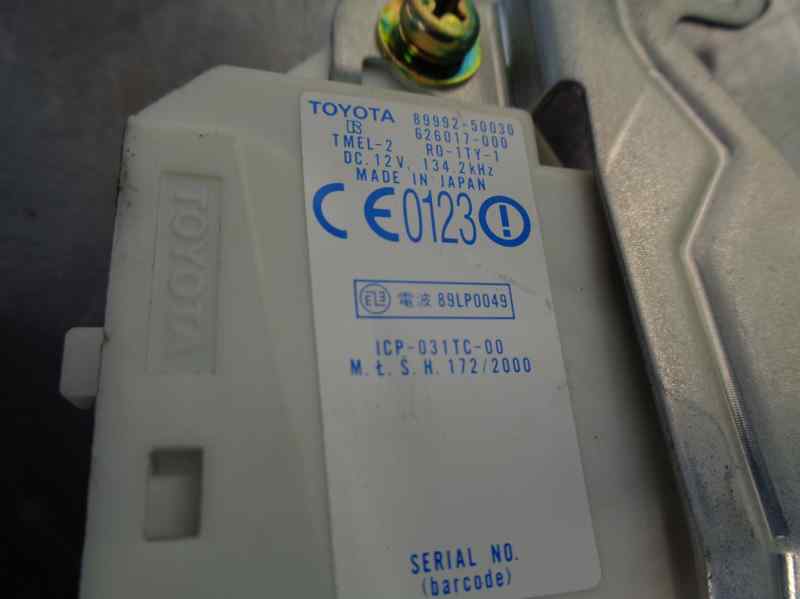 TOYOTA 89992-50030
626017-000
TMEL-2 RO-1TY-1
DC.12V, 134.2kHz
MADE IN JAPAN
CE0123
電波 89LP0049
ICP-031TC-00
M.Ł.Š.H.172/2000
SERIAL NO.
(barcode)
TOYOTA